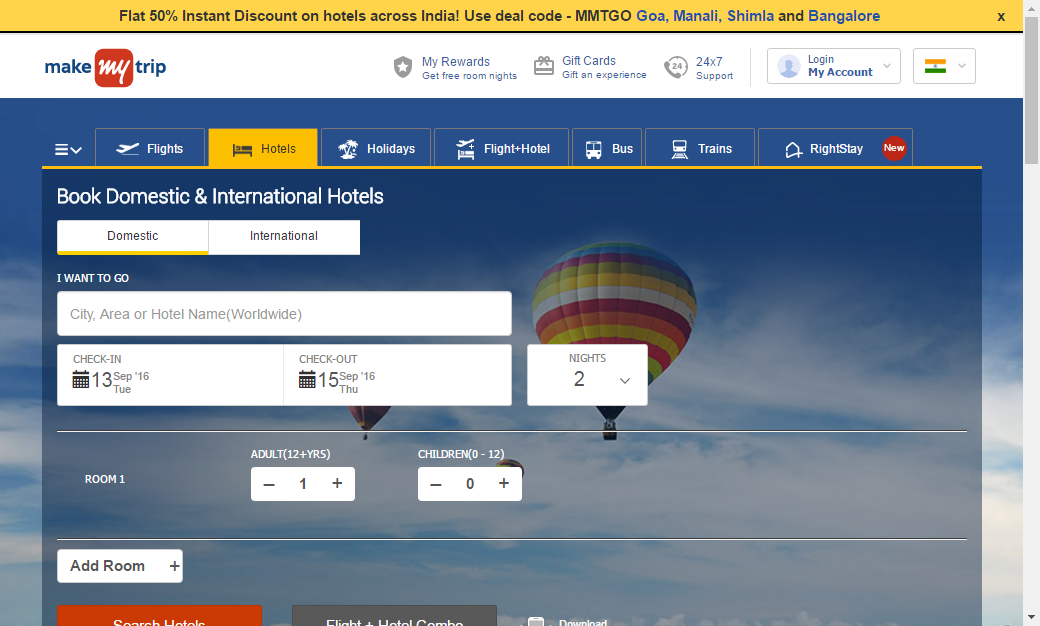 Flat 50% Instant Discount on hotels across India! Use deal code - MMTGO Goa, Manali, Shimla and Bangalore x
make my trip
My Rewards
Get free room nights
Gift Cards
Gift an experience
24
24x7
Support
Login
My Account
Flights
Hotels
Holidays
Flight+Hotel
Bus
Trains
RightStay
New
Book Domestic & International Hotels
Domestic
International
I WANT TO GO
City, Area or Hotel Name(Worldwide)
CHECK-IN
13 Sep '16
Tue
CHECK-OUT
15 Sep '16
Thu
NIGHTS
2
ROOM 1
ADULT(12+YRS)
– 1 +
CHILDREN(0 - 12)
– 0 +
Add Room +
Search Hotels
Flight + Hotel Combo
Download